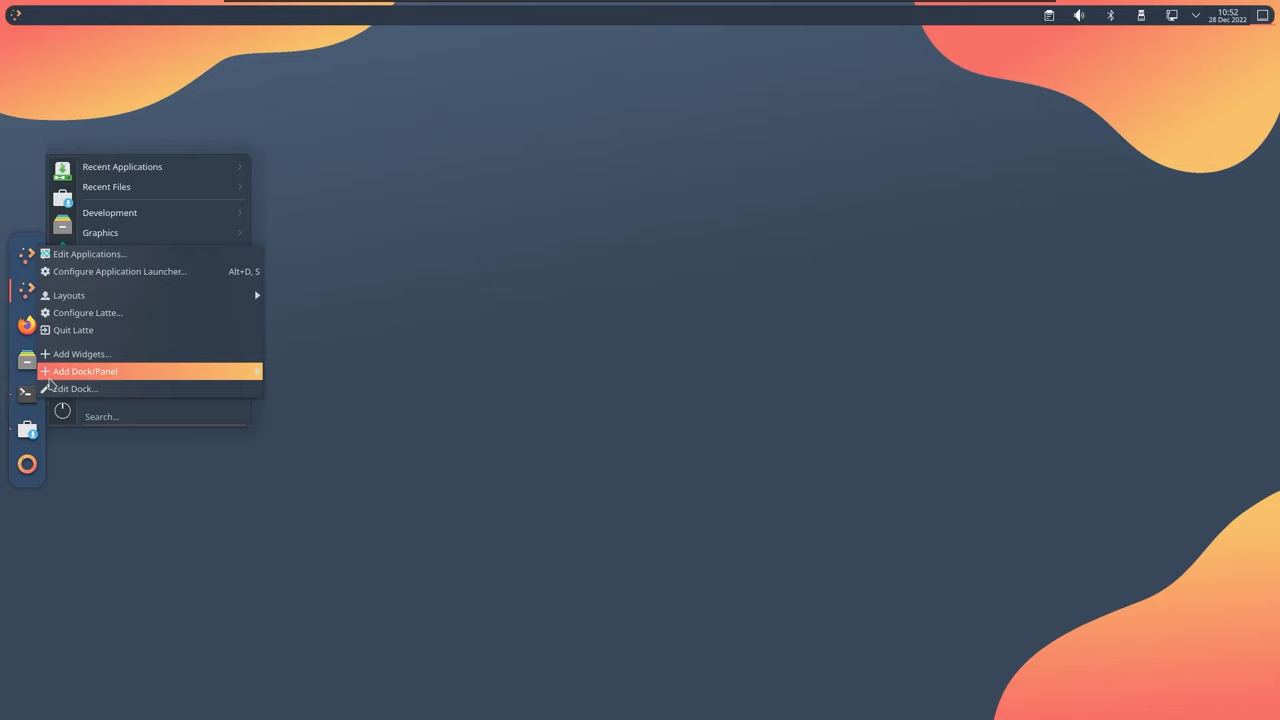 10:52
28 Dec 2022
Recent Applications
Recent Files
Development
Graphics
Edit Applications...
Configure Application Launcher... Alt+D, S
Layouts
Configure Latte...
Quit Latte
Add Widgets...
Add Dock/Panel
Edit Dock...
Search...